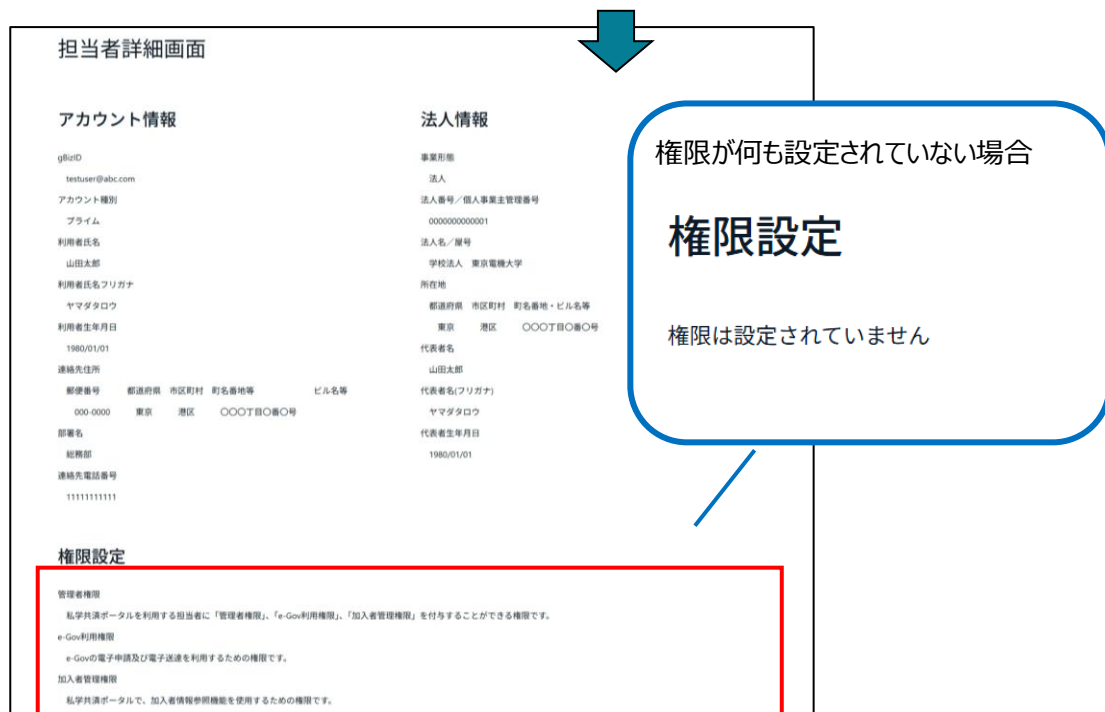 担当者詳細画面
アカウント情報
gBizID
testuser@abc.com
アカウント種別
プライム
利用者氏名
山田太郎
利用者氏名フリガナ
ヤマダタロウ
利用者生年月日
1980/01/01
連絡先住所
郵便番号 都道府県 市区町村 町名番地等 ビル名等
000-0000 東京 港区 〇〇〇丁目〇番〇号
部署名
総務部
連絡先電話番号
11111111111
法人情報
事業形態
法人
法人番号／個人事業主管理番号
0000000000001
法人名／屋号
学校法人 東京電機大学
所在地
都道府県 市区町村 町名番地・ビル名等
東京 港区 〇〇〇丁目〇番〇号
代表者名
山田太郎
代表者名(フリガナ)
ヤマダタロウ
代表者生年月日
1980/01/01
権限が何も設定されていない場合
権限設定
権限は設定されていません
権限設定
管理者権限
私学共済ポータルを利用する担当者に「管理者権限」、「e-Gov利用権限」、「加入者管理権限」を付与することができる権限です。
e-Gov利用権限
e-Govの電子申請及び電子送達を利用するための権限です。
加入者管理権限
私学共済ポータルで、加入者情報参照機能を使用するための権限です。